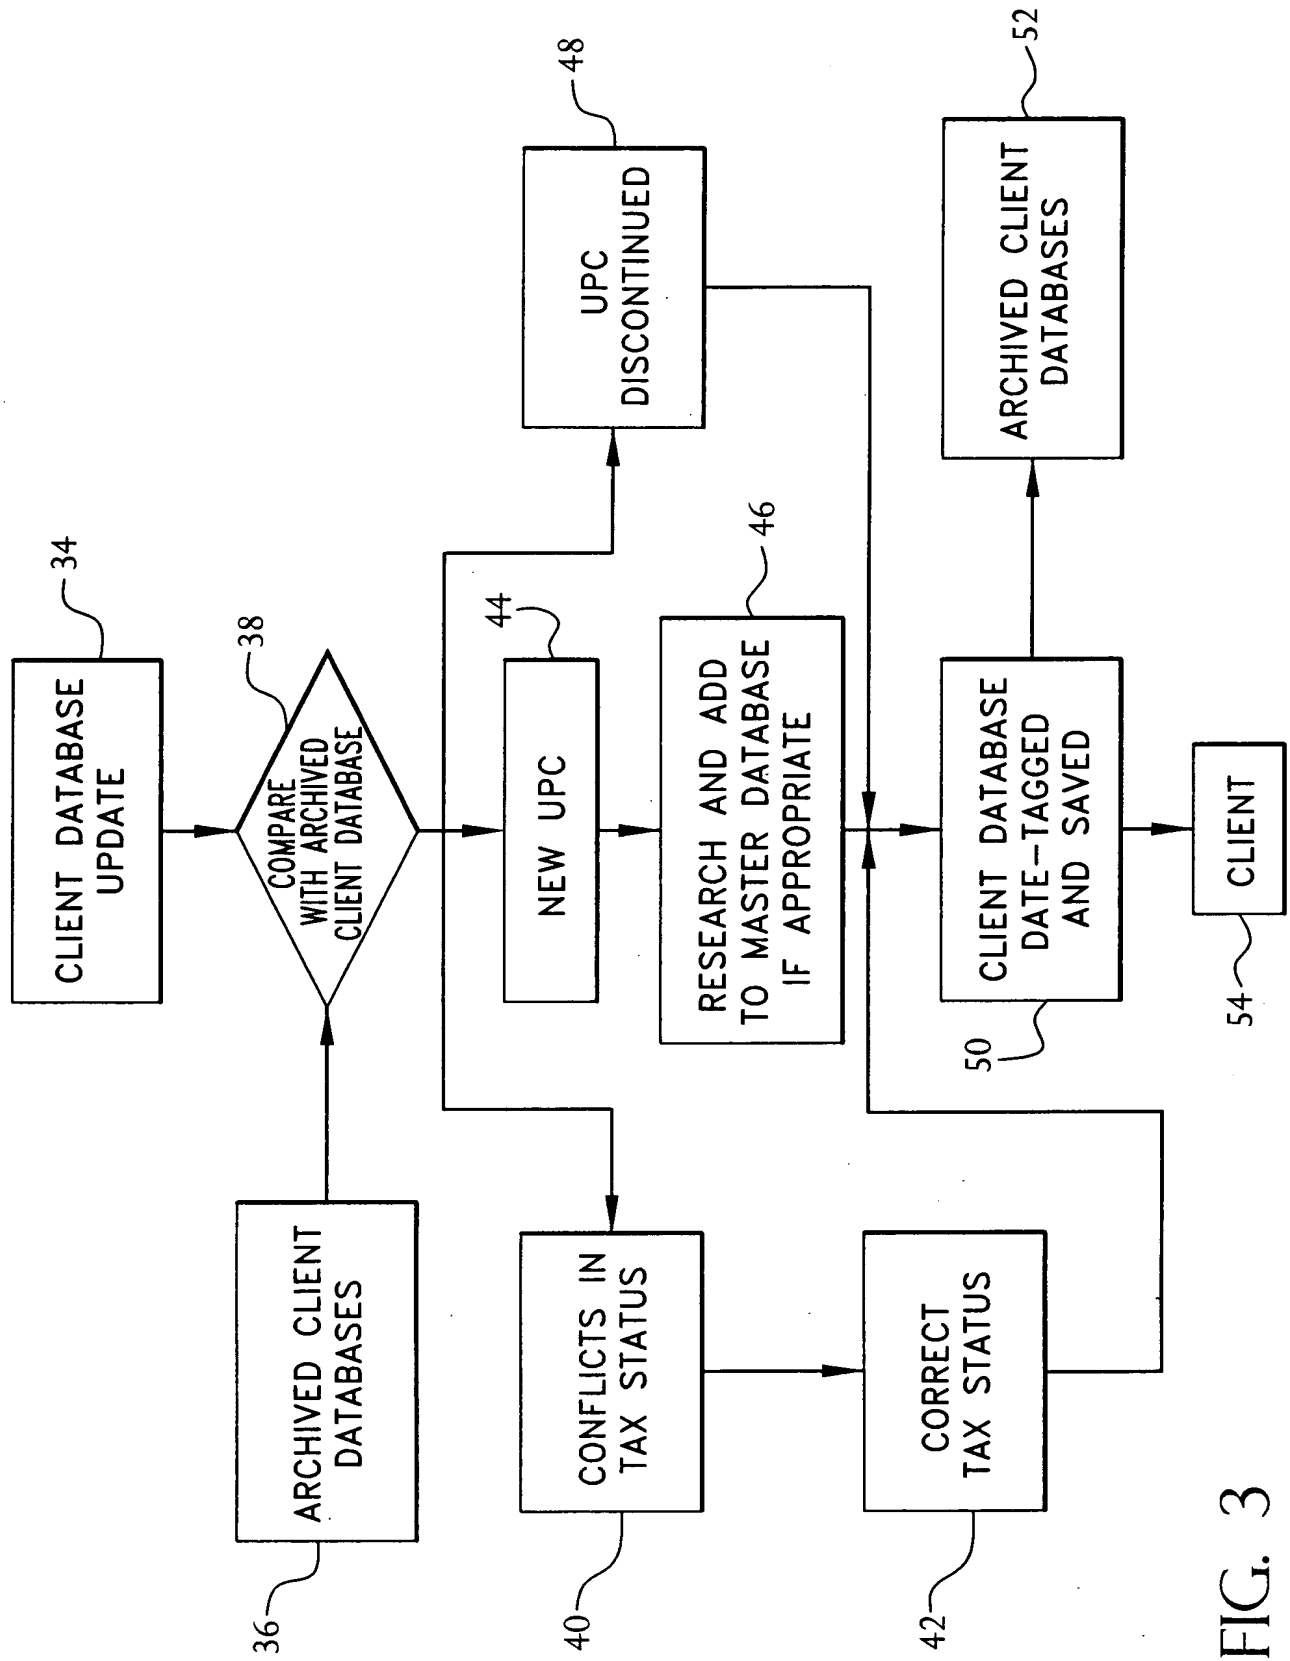 34
CLIENT DATABASE
UPDATE
38
COMPARE
WITH ARCHIVED
CLIENT DATABASE
36
ARCHIVED CLIENT
DATABASES
40
CONFLICTS IN
TAX STATUS
44
NEW UPC
48
UPC
DISCONTINUED
42
CORRECT
TAX STATUS
46
RESEARCH AND ADD
TO MASTER DATABASE
IF APPROPRIATE
50
CLIENT DATABASE
DATE-TAGGED
AND SAVED
52
ARCHIVED CLIENT
DATABASES
54
CLIENT
FIG. 3